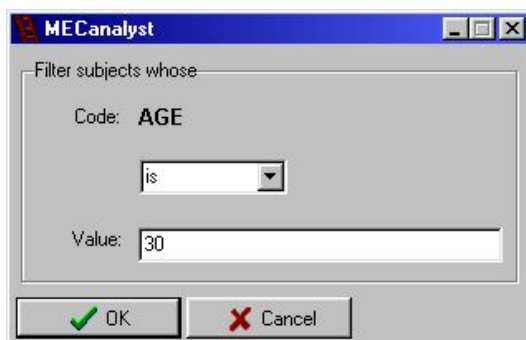 MECanalyst
Filter subjects whose
Code: AGE
is
Value: 30
OK Cancel